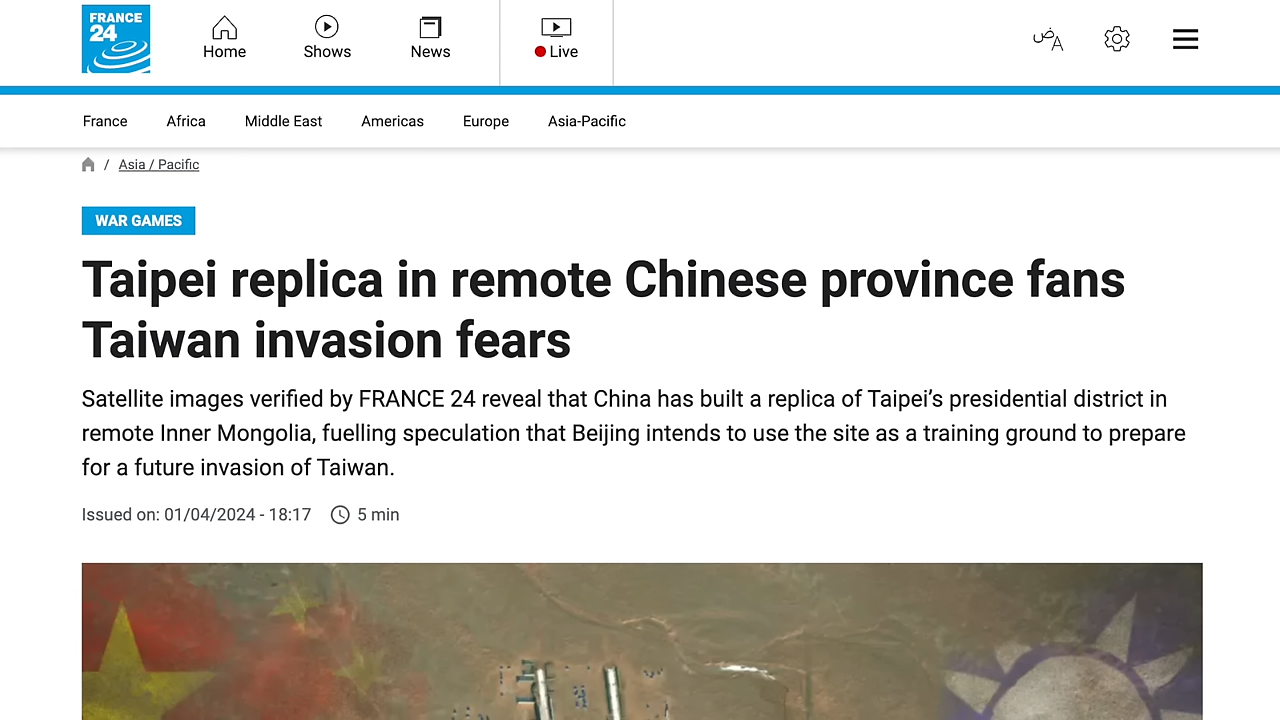 FRANCE
24
Home
Shows
News
Live
ض A
France
Africa
Middle East
Americas
Europe
Asia-Pacific
/ Asia / Pacific
WAR GAMES
Taipei replica in remote Chinese province fans
Taiwan invasion fears
Satellite images verified by FRANCE 24 reveal that China has built a replica of Taipei’s presidential district in
remote Inner Mongolia, fuelling speculation that Beijing intends to use the site as a training ground to prepare
for a future invasion of Taiwan.
Issued on: 01/04/2024 - 18:17
5 min